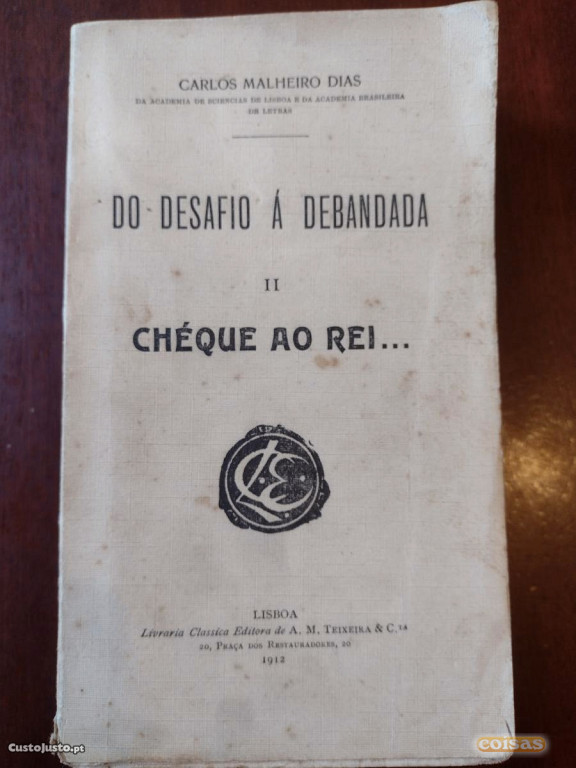 CARLOS MALHEIRO DIAS
DA ACADEMIA DE SCIENCIAS DE LISBOA E DA ACADEMIA BRASILEIRA
DE LETRAS
DO DESAFIO Á DEBANDADA
II
CHÉQUE AO REI...
LISBOA
Livraria Classica Editora de A. M. TEIXEIRA & C.ta
20, PRAÇA DOS RESTAURADORES, 20
1912
CustoJusto.pt
coisas